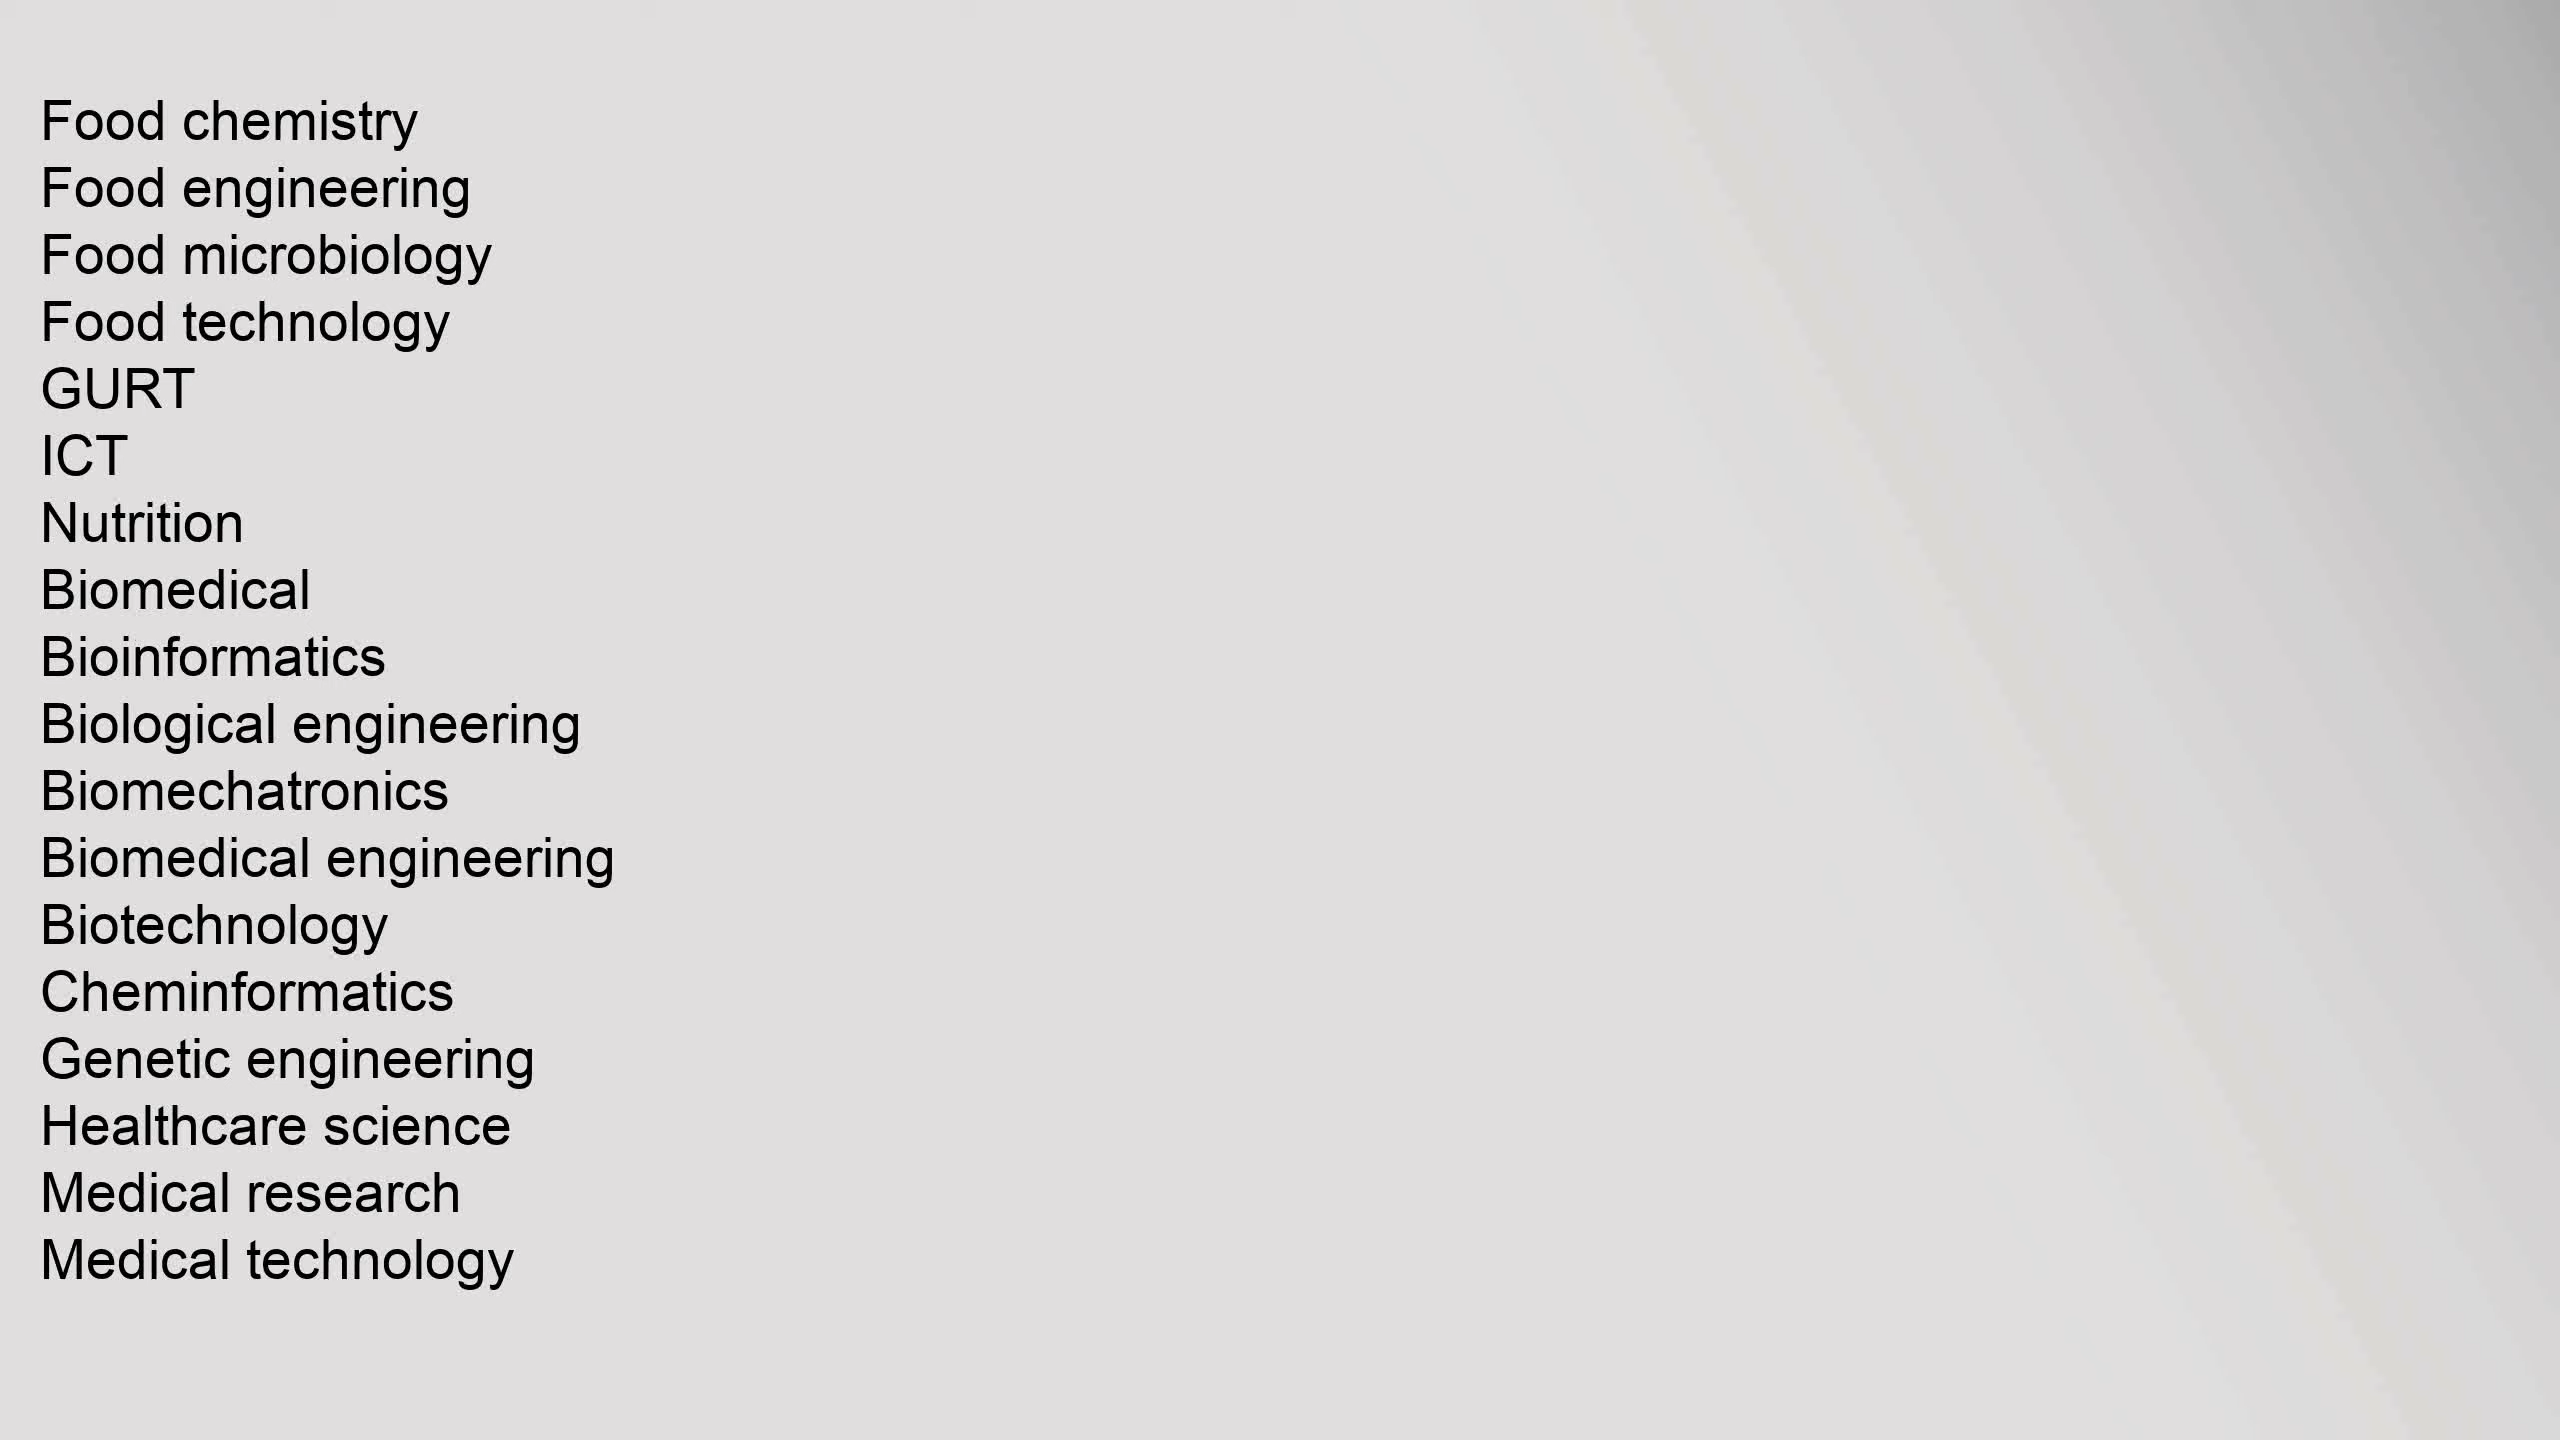 Food chemistry
Food engineering
Food microbiology
Food technology
GURT
ICT
Nutrition
Biomedical
Bioinformatics
Biological engineering
Biomechatronics
Biomedical engineering
Biotechnology
Cheminformatics
Genetic engineering
Healthcare science
Medical research
Medical technology